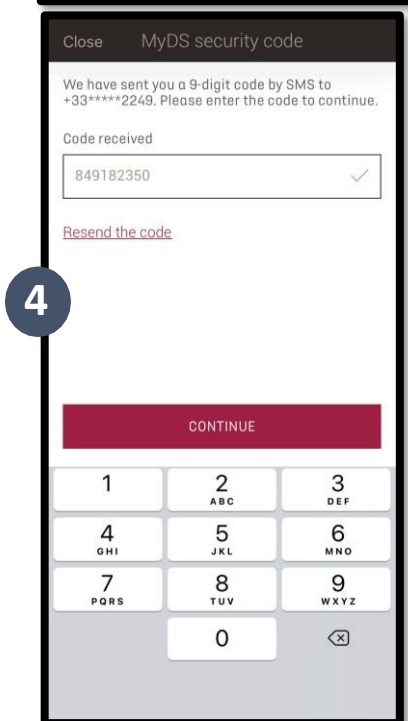 Close MyDS security code
We have sent you a 9-digit code by SMS to
+33*****2249. Please enter the code to continue.
Code received
849182350
Resend the code
4
CONTINUE
1 2 3
ABC DEF
4 5 6
GHI JKL MNO
7 8 9
PQRS TUV WXYZ
0